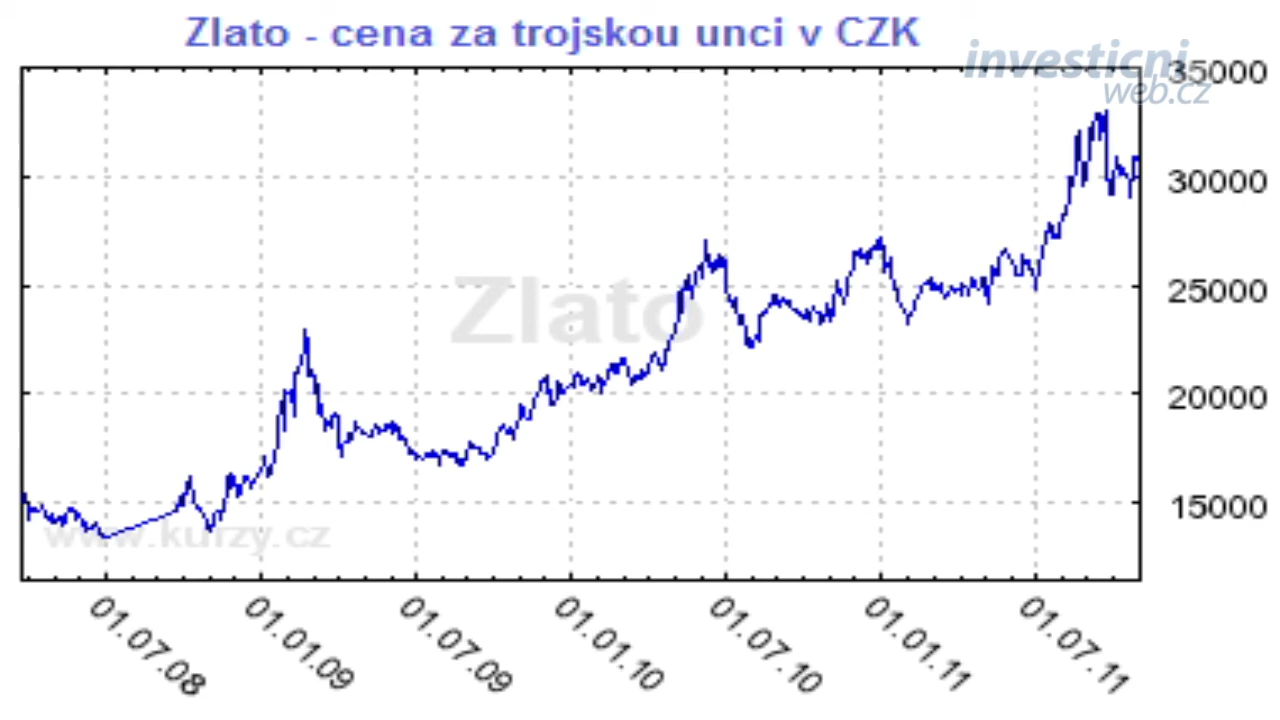 Zlato - cena za trojskou unci v CZK
investicni
web.cz
35000
30000
25000
Zlato
20000
15000
www.kurzy.cz
01.07.08
01.01.09
01.07.09
01.01.10
01.07.10
01.01.11
01.07.11